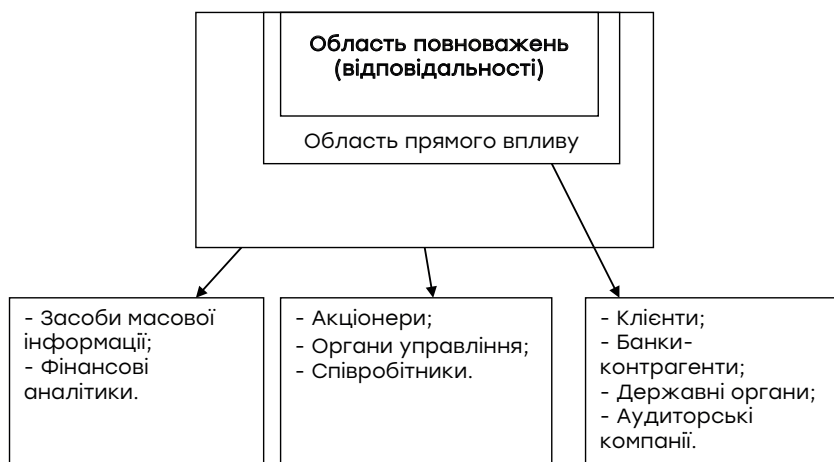 Область повноважень
(відповідальності)
Область прямого впливу
- Засоби масової
інформації;
- Фінансові
аналітики.
- Акціонери;
- Органи управління;
- Співробітники.
- Клієнти;
- Банки-
контрагенти;
- Державні органи;
- Аудиторські
компанії.